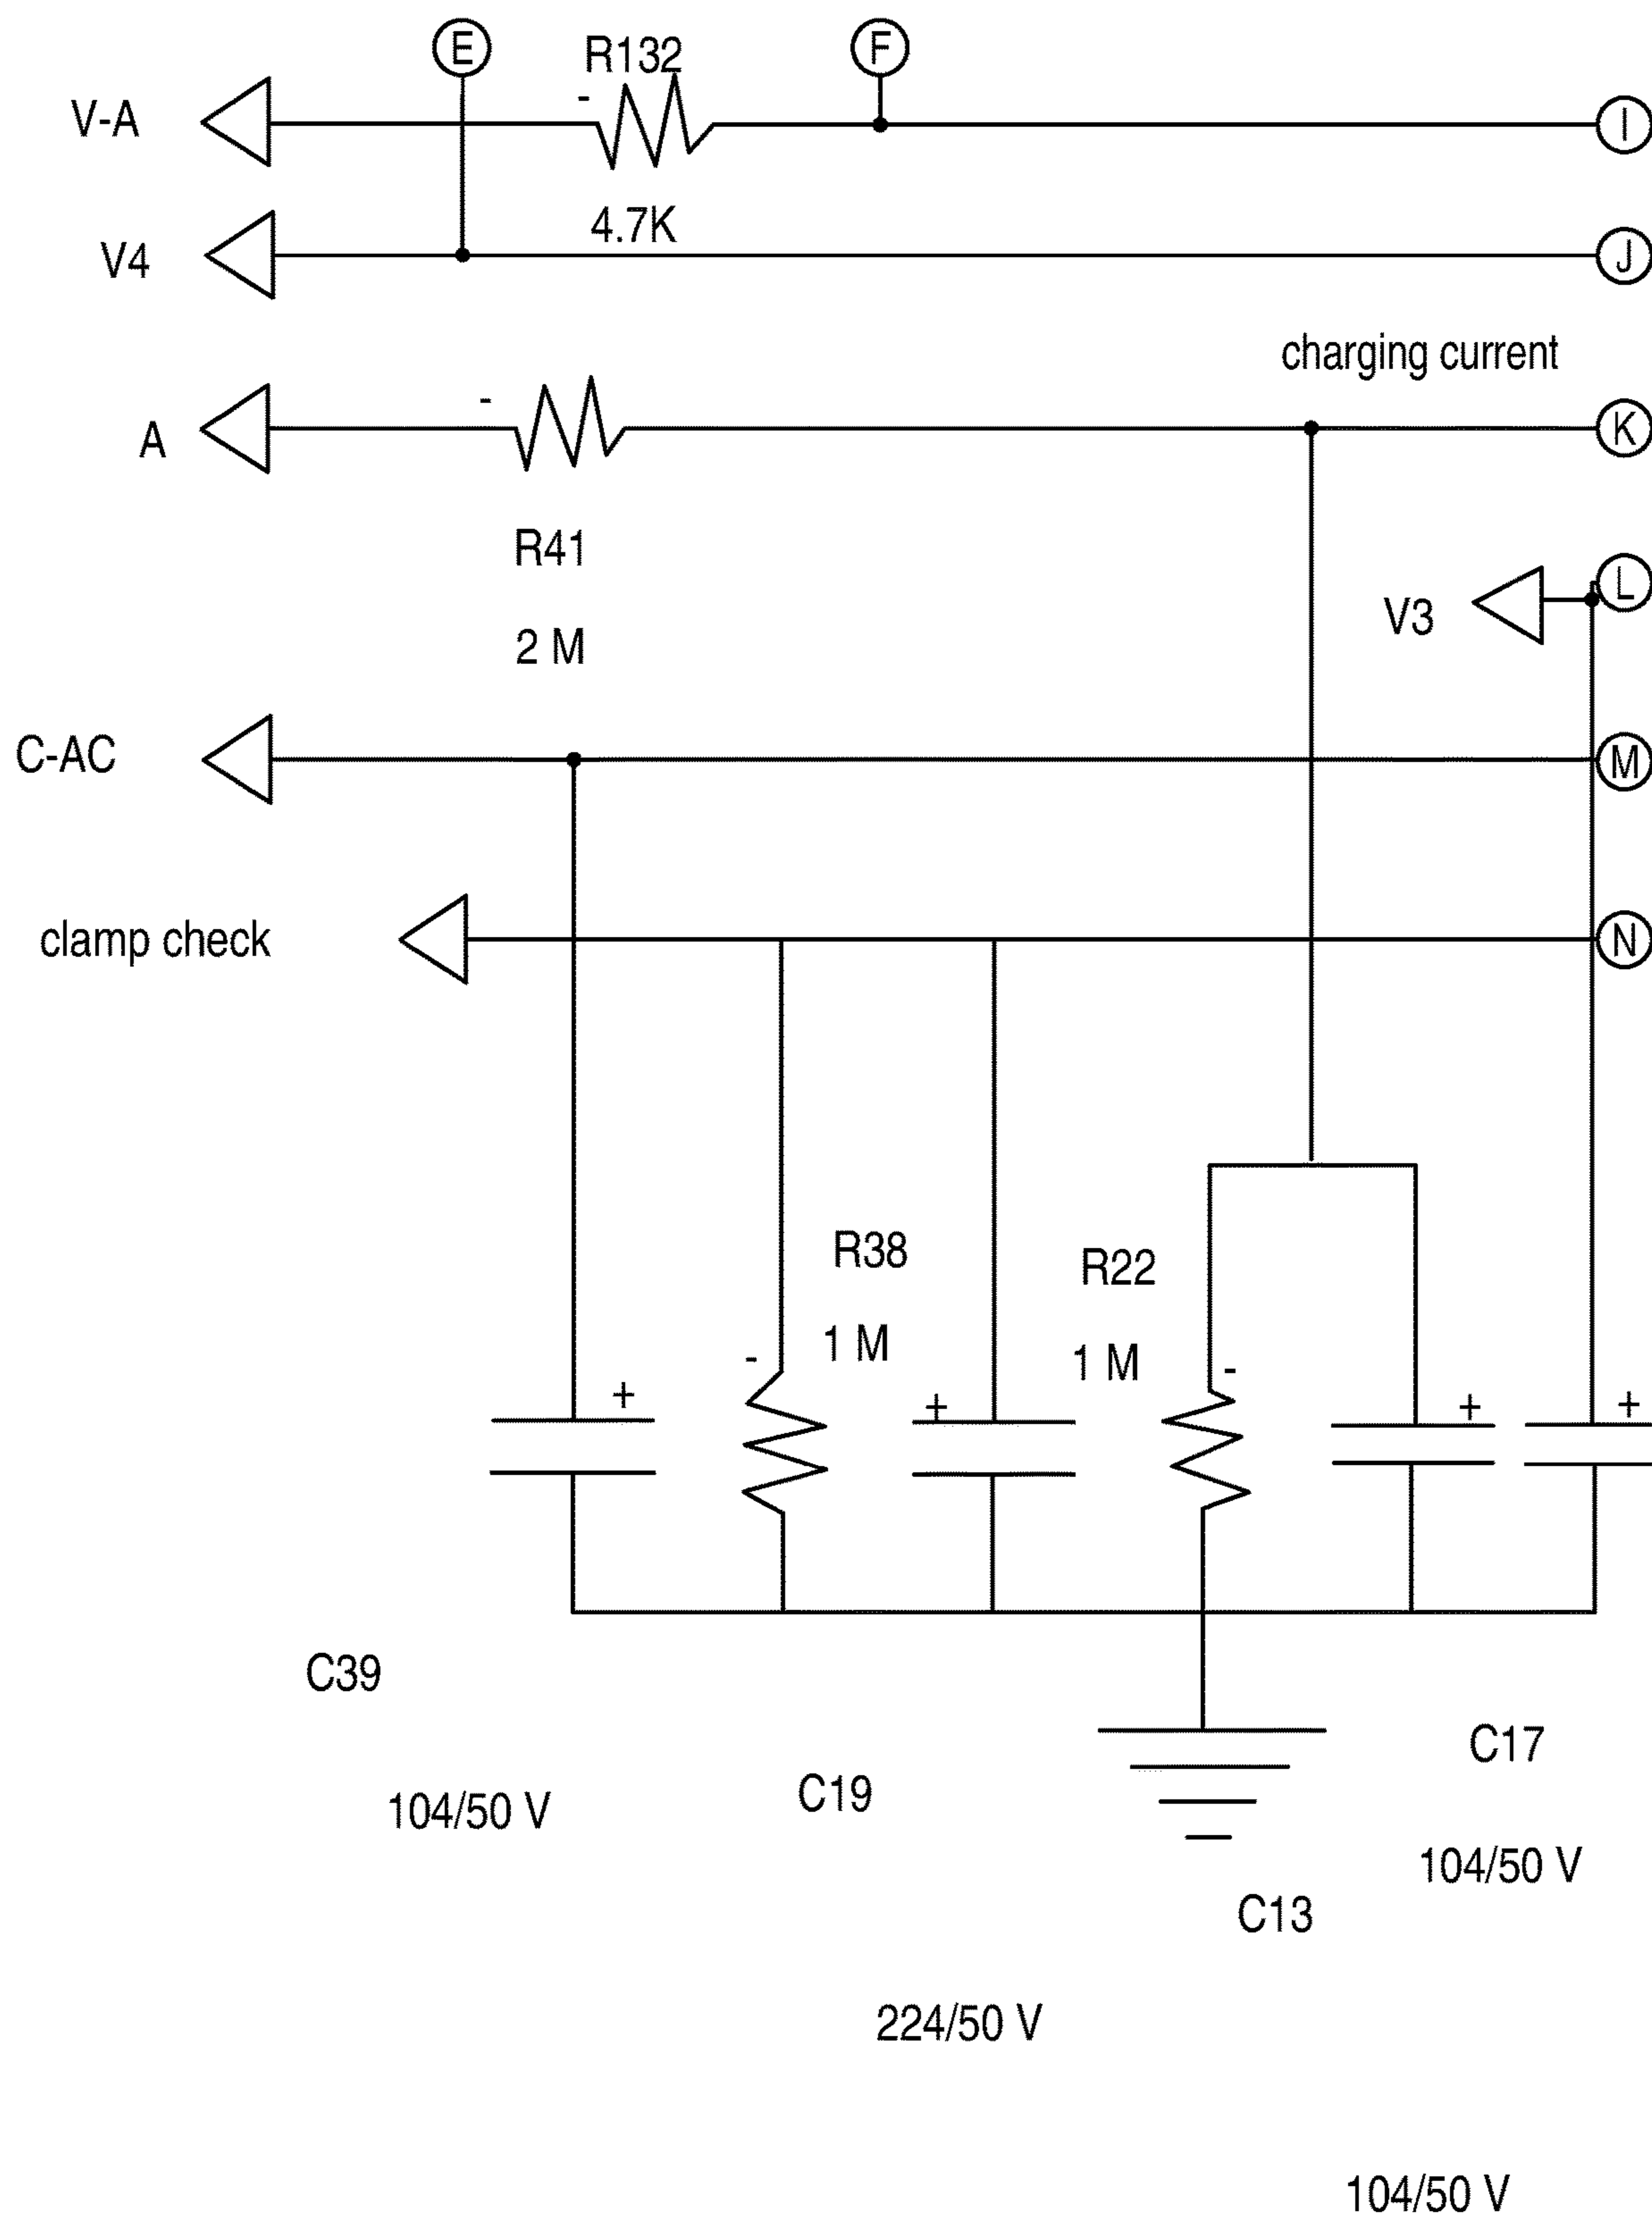 E
R132
F
V-A
-
I
4.7K
V4
J
charging current
-
A
K
R41
L
V3
2 M
C-AC
M
clamp check
N
R38
R22
1 M
1 M
-
-
+
+
+
+
C39
C17
C19
104/50 V
104/50 V
C13
224/50 V
104/50 V